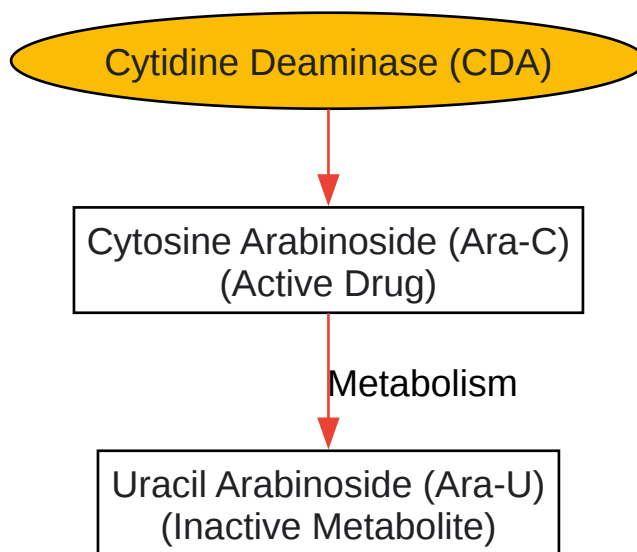 Cytidine Deaminase (CDA)
Cytosine Arabinoside (Ara-C)
(Active Drug)
Metabolism
Uracil Arabinoside (Ara-U)
(Inactive Metabolite)